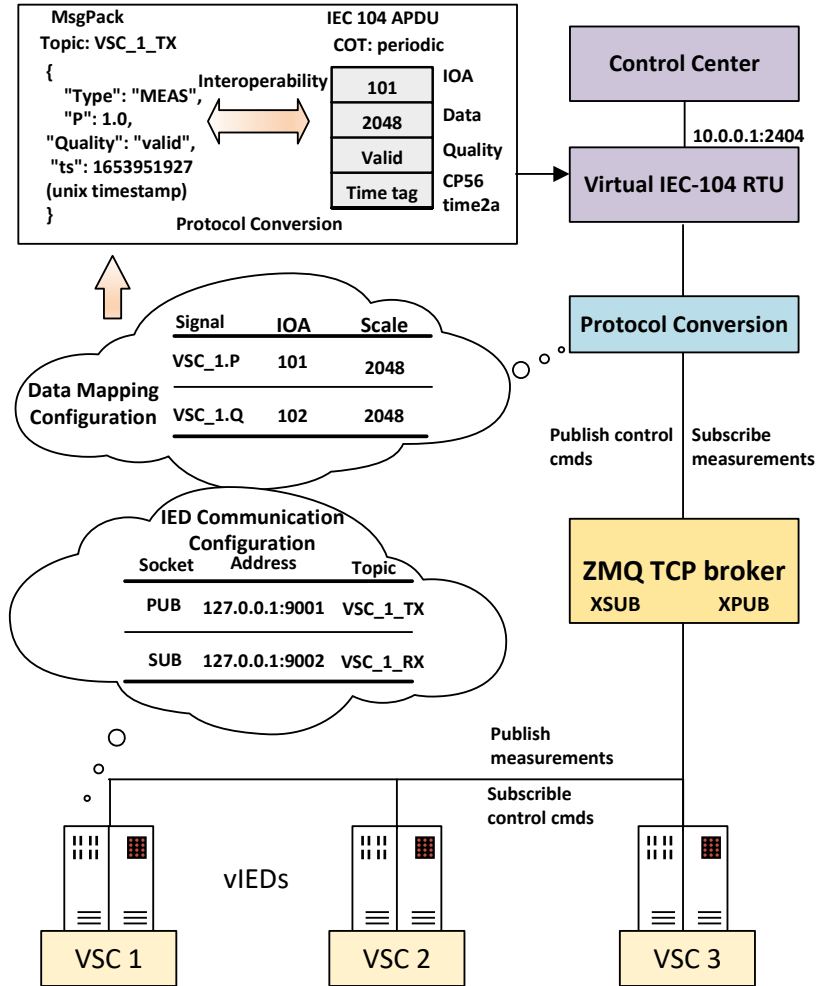 MsgPack
Topic: VSC_1_TX
{
"Type": "MEAS",
"P": 1.0,
"Quality": "valid",
"ts": 1653951927
(unix timestamp)
}
Interoperability
IEC 104 APDU
COT: periodic
101 IOA
2048 Data
Valid Quality
Time tag CP56
time2a
Protocol Conversion
Control Center
10.0.0.1:2404
Virtual IEC-104 RTU
Protocol Conversion
Signal IOA Scale
VSC_1.P 101 2048
VSC_1.Q 102 2048
Data Mapping
Configuration
Publish control
cmds
Subscribe
measurements
IED Communication
Configuration
Socket Address Topic
PUB 127.0.0.1:9001 VSC_1_TX
SUB 127.0.0.1:9002 VSC_1_RX
ZMQ TCP broker
XSUB XPUB
Publish
measurements
Subscrible
control cmds
vIEDs
VSC 1
VSC 2
VSC 3